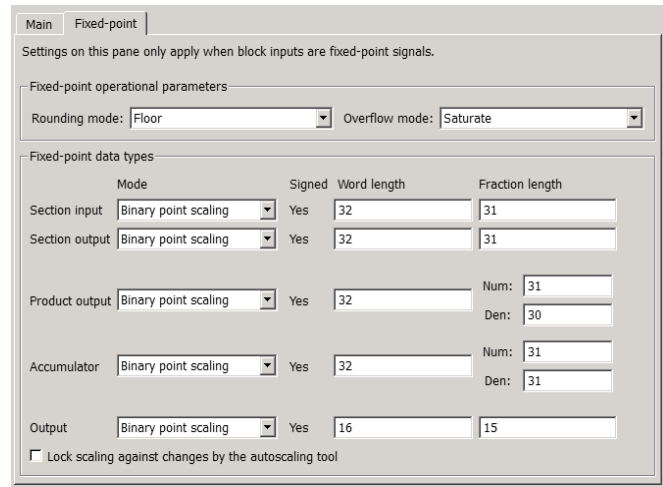 Main Fixed-point
Settings on this pane only apply when block inputs are fixed-point signals.
Fixed-point operational parameters
Rounding mode: Floor Overflow mode: Saturate
Fixed-point data types
Mode Signed Word length Fraction length
Section input Binary point scaling Yes 32 31
Section output Binary point scaling Yes 32 31
Num: 31
Product output Binary point scaling Yes 32
Den: 30
Num: 31
Accumulator Binary point scaling Yes 32
Den: 31
Output Binary point scaling Yes 16 15
Lock scaling against changes by the autoscaling tool